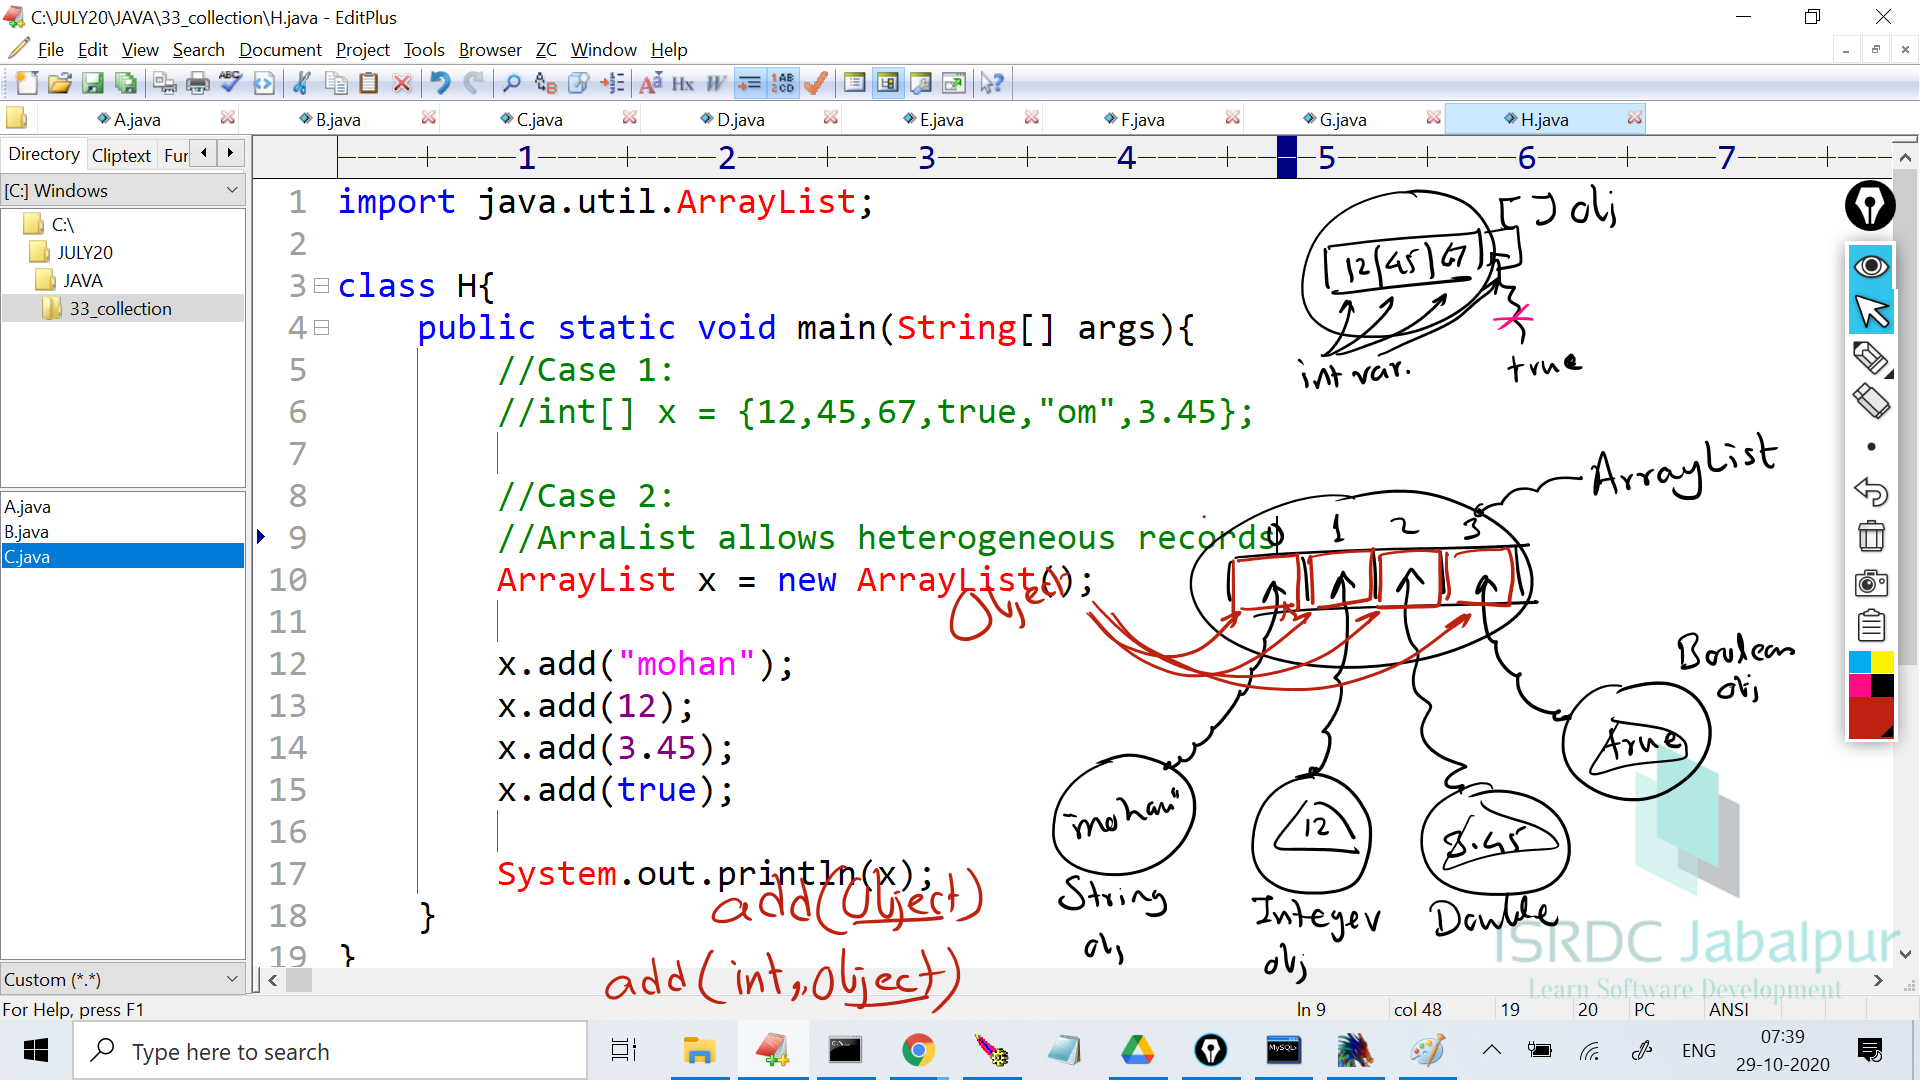 C:\JULY20\JAVA\33_collection\H.java - EditPlus
File Edit View Search Document Project Tools Browser ZC Window Help
A.java B.java C.java D.java E.java F.java G.java H.java
Directory Cliptext Fur
1 2 3 4 5 6 7
[C:] Windows
C:\
JULY20
JAVA
33_collection
A.java
B.java
C.java
Custom (*.*)
1 import java.util.ArrayList;
2
3 class H{
4 public static void main(String[] args){
5 //Case 1:
6 //int[] x = {12,45,67,true,"om",3.45};
7
8 //Case 2:
9 //ArraList allows heterogeneous records
10 ArrayList x = new ArrayList();
11
12 x.add("mohan");
13 x.add(12);
14 x.add(3.45);
15 x.add(true);
16
17 System.out.println(x);
18 }
19 }
[] obj
12 45 67
int var.
true
ArrayList
0 1 2 3
Object
Boolean
obj
true
"mohan"
12
3.45
String
obj
Integer
obj
Double
add(Object)
add(int, Object)
ISRDC Jabalpur
Learn Software Development
For Help, press F1
ln 9 col 48 19 20 PC ANSI
Type here to search
MySQL
ENG
07:39
29-10-2020